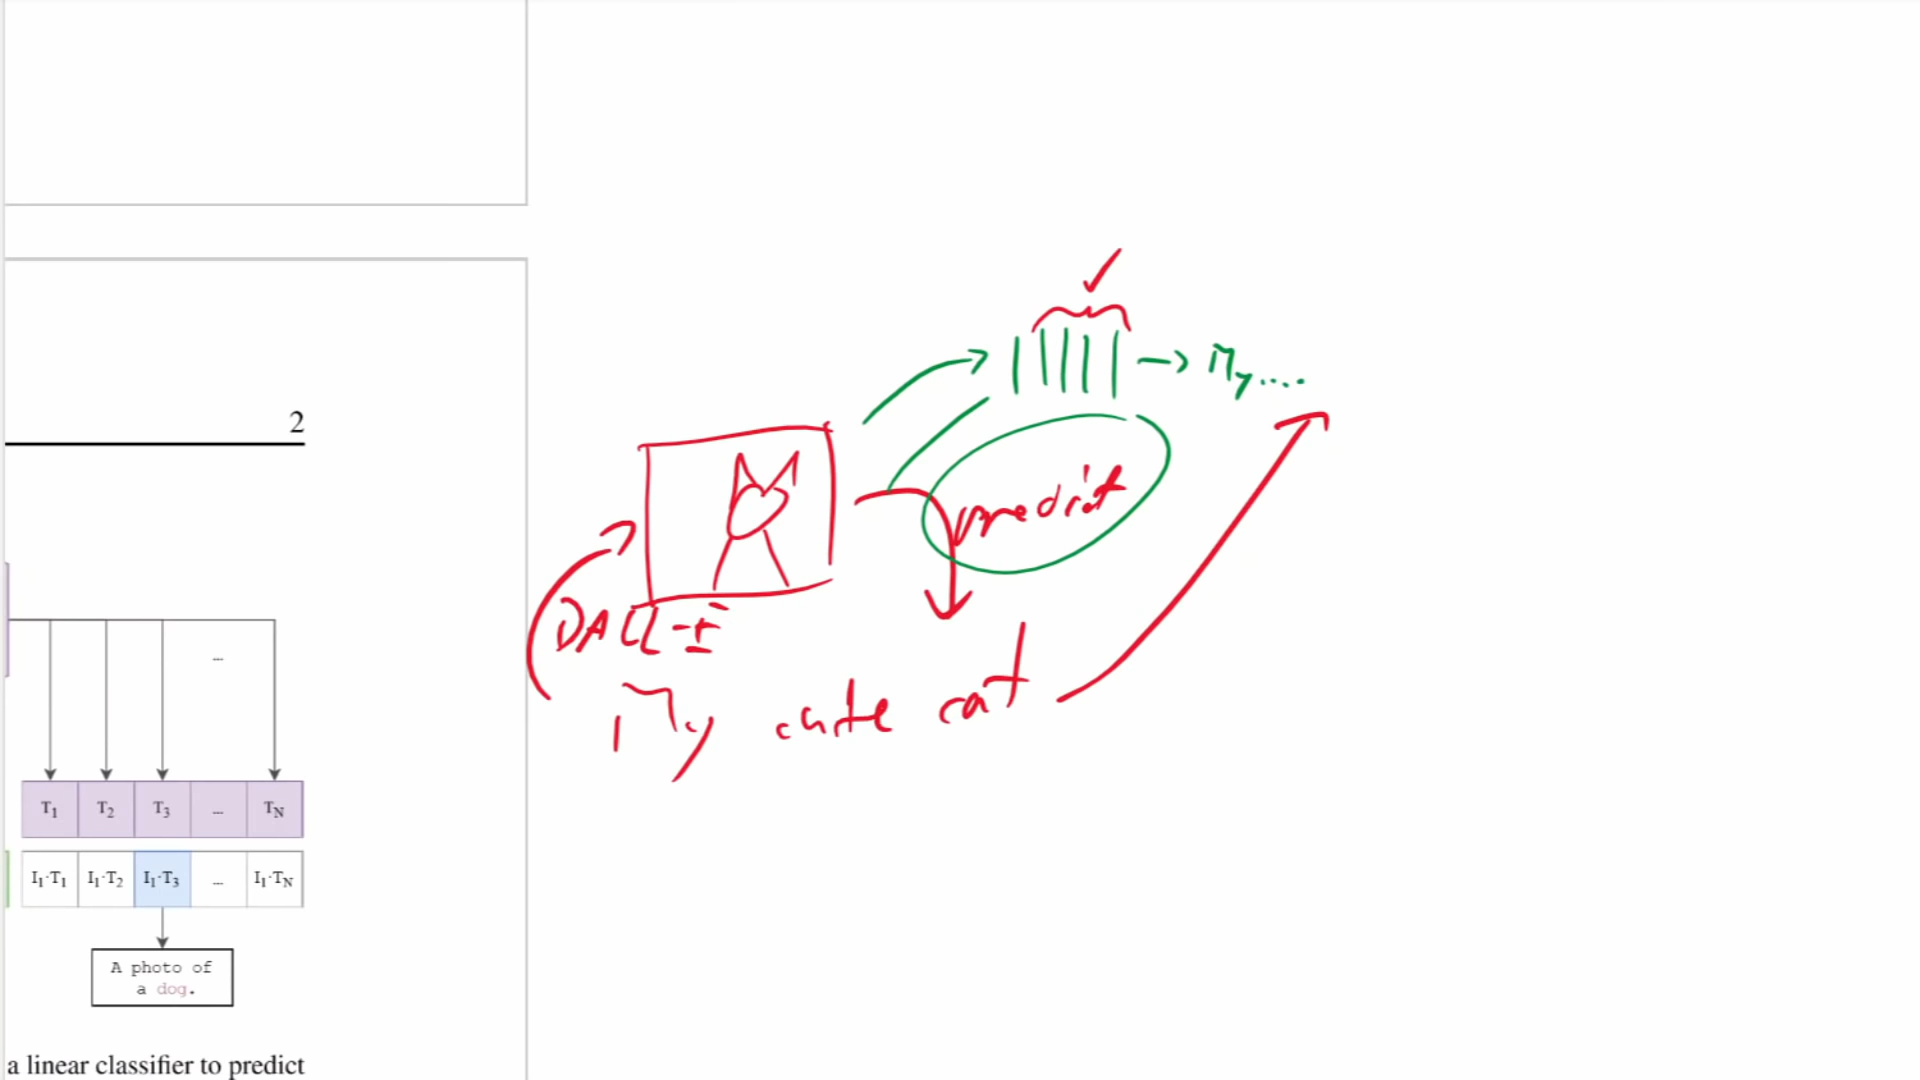 2
My....
predict
DALL-E
My cute cat
...
T1 T2 T3 ... TN
I1·T1 I1·T2 I1·T3 ... I1·TN
A photo of
a dog.
a linear classifier to predict